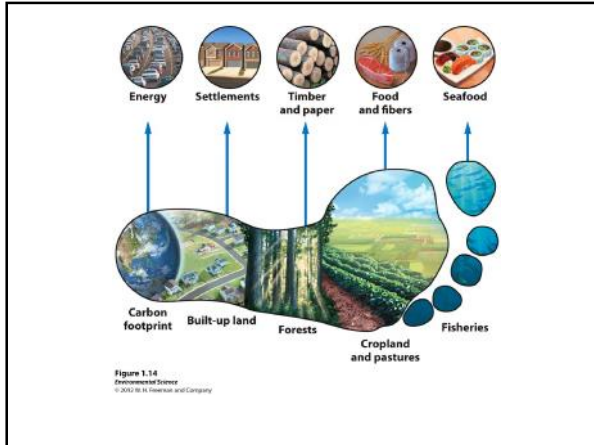 Energy
Settlements
Timber
and paper
Food
and fibers
Seafood
Carbon
footprint
Built-up land
Forests
Cropland
and pastures
Fisheries
Figure 1.14
Environmental Science
© 2012 W. H. Freeman and Company